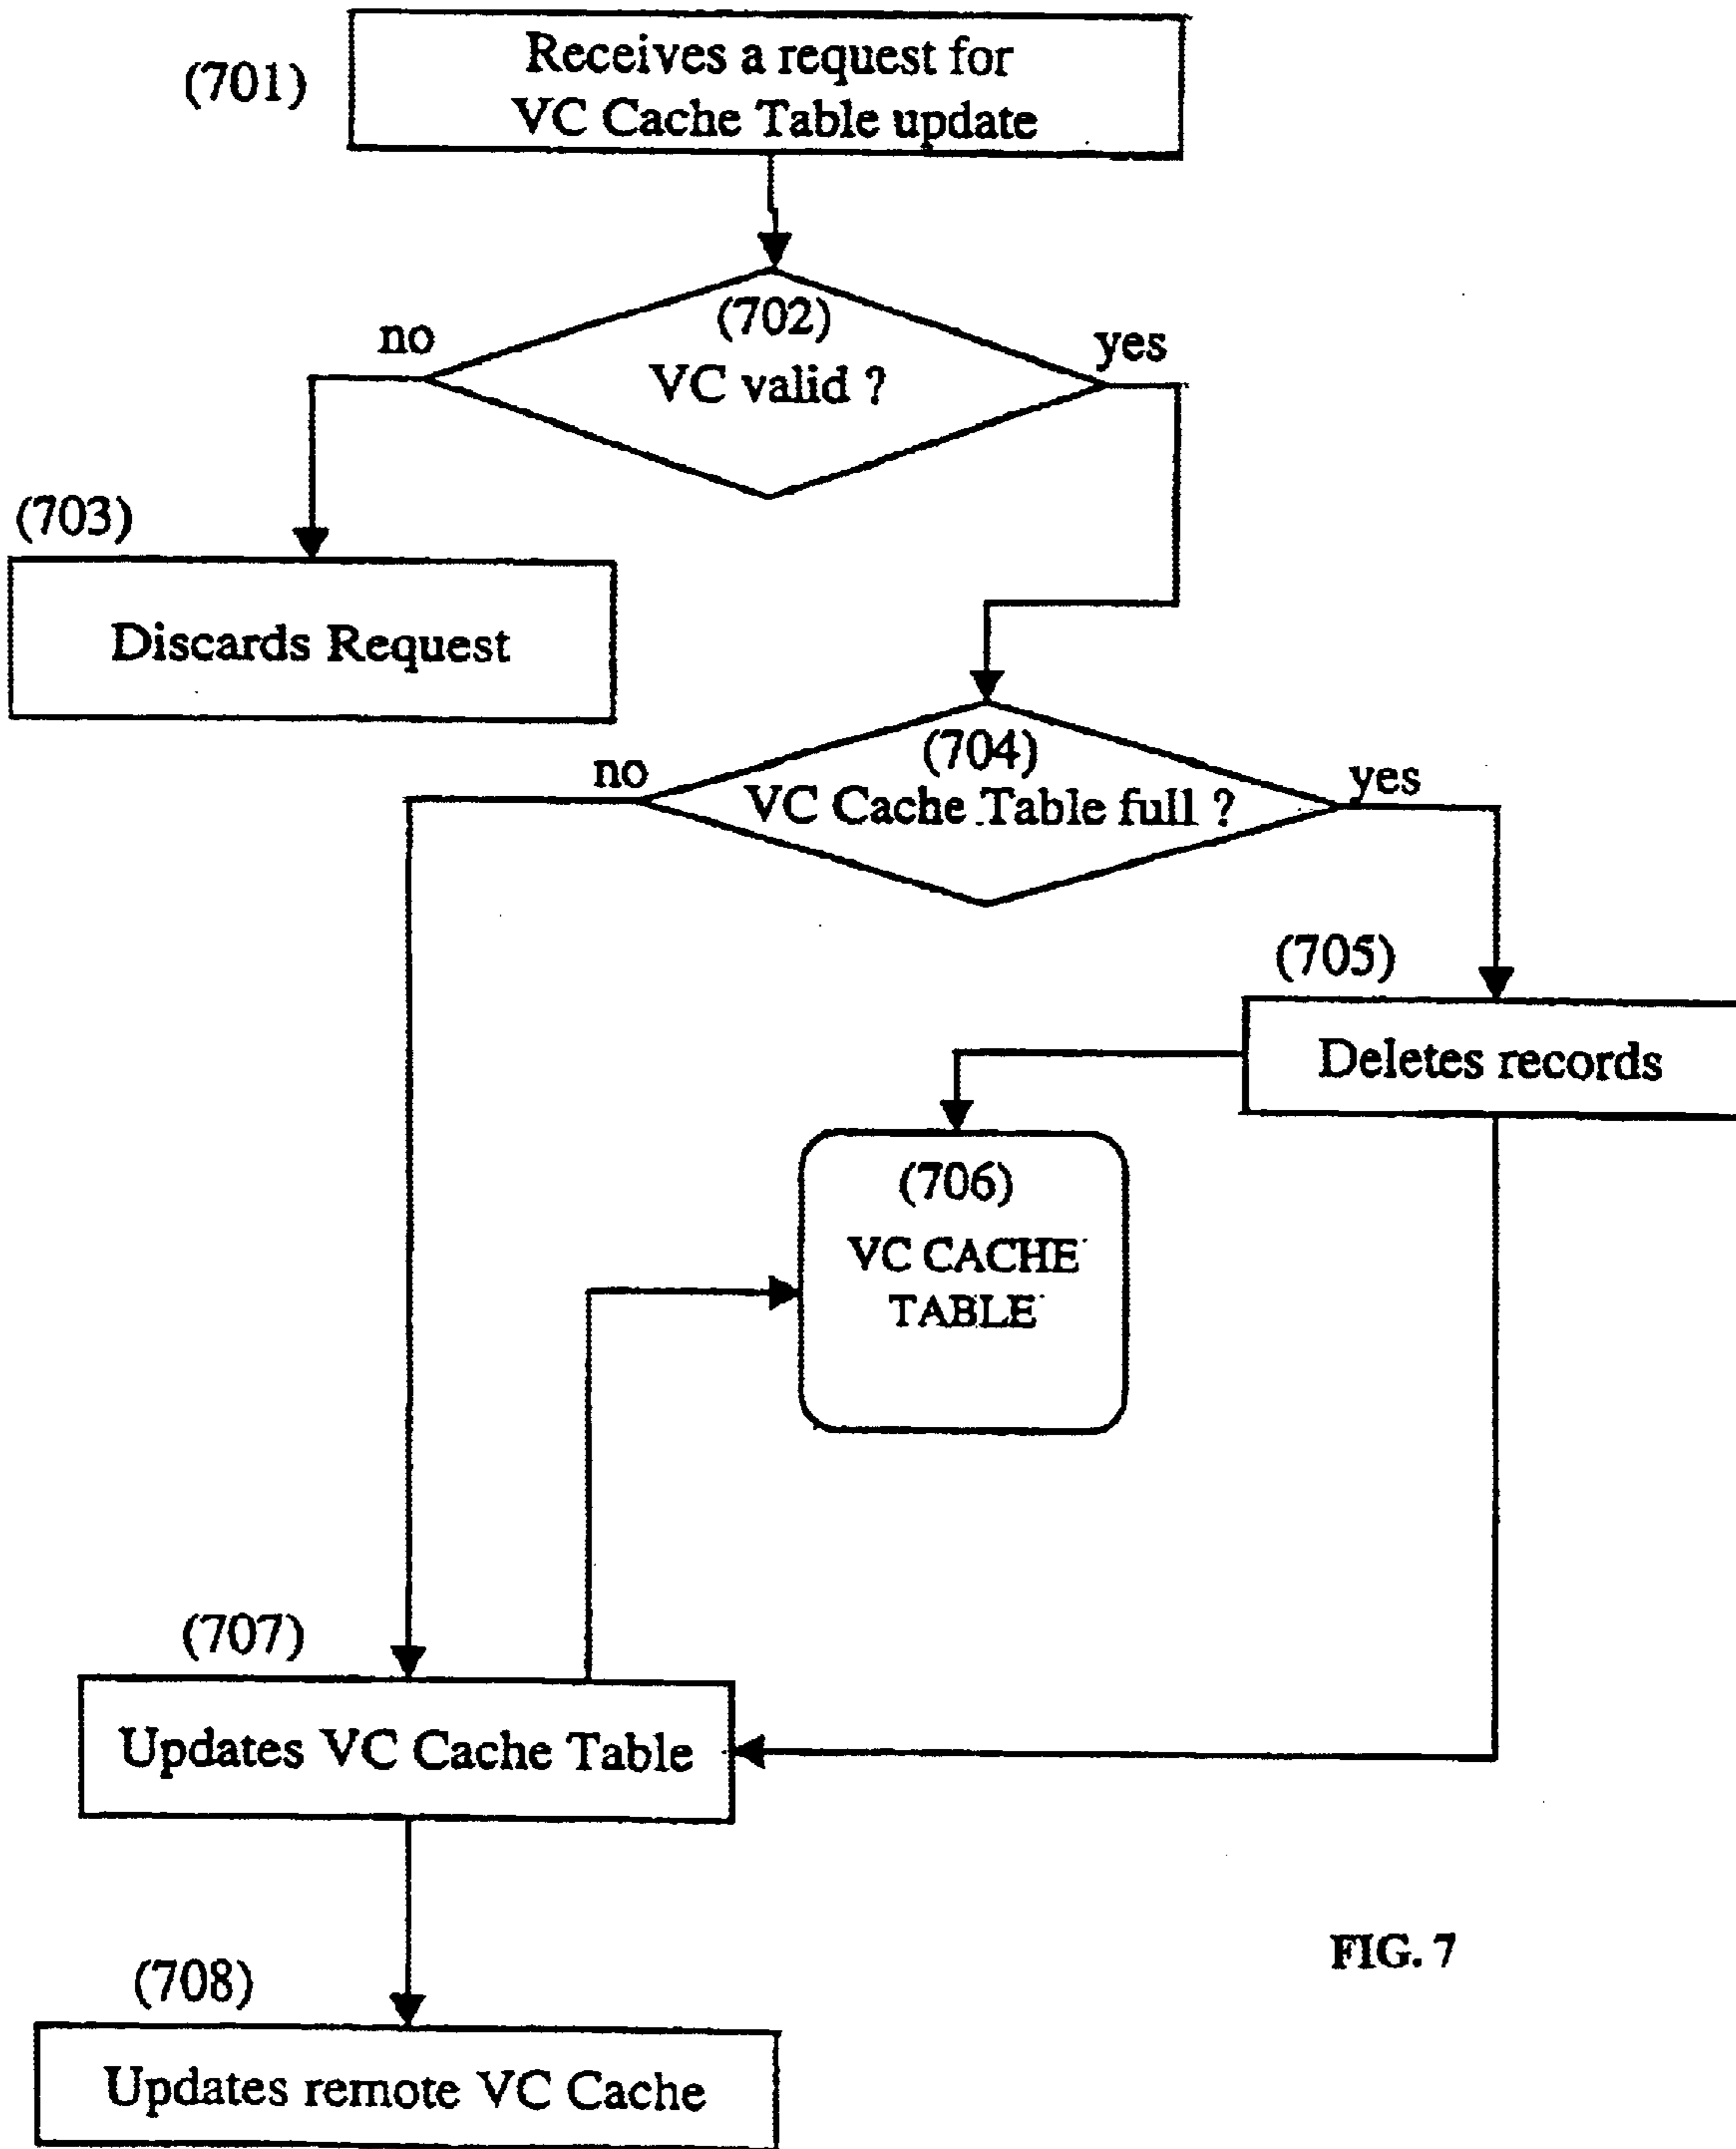 (701)
Receives a request for
VC Cache Table update
(702)
no
yes
VC valid ?
(703)
Discards Request
(704)
no
yes
VC Cache Table full ?
(705)
Deletes records
(706)
VC CACHE
TABLE
(707)
Updates VC Cache Table
FIG. 7
(708)
Updates remote VC Cache